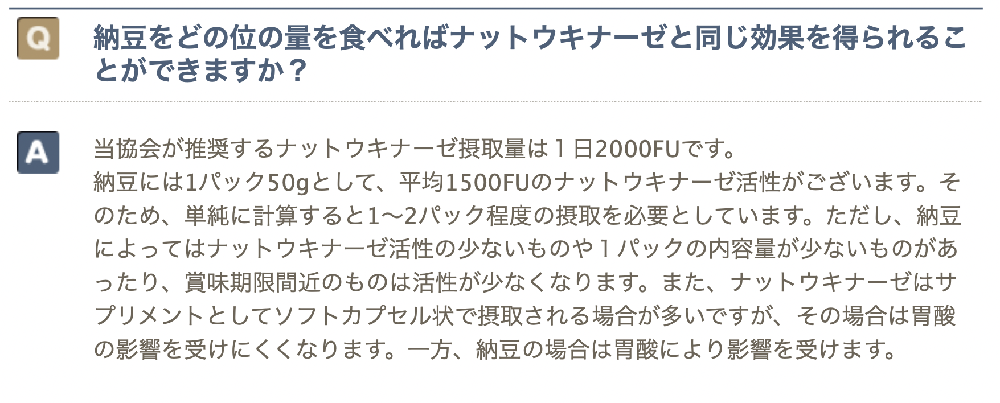 Q
納豆をどの位の量を食べればナットウキナーゼと同じ効果を得られるこ
とができますか？
A
当協会が推奨するナットウキナーゼ摂取量は１日2000FUです。
納豆には1パック50gとして、平均1500FUのナットウキナーゼ活性がございます。そ
のため、単純に計算すると1〜2パック程度の摂取を必要としています。ただし、納豆
によってはナットウキナーゼ活性の少ないものや１パックの内容量が少ないものがあ
ったり、賞味期限間近のものは活性が少なくなります。また、ナットウキナーゼはサ
プリメントとしてソフトカプセル状で摂取される場合が多いですが、その場合は胃酸
の影響を受けにくくなります。一方、納豆の場合は胃酸により影響を受けます。